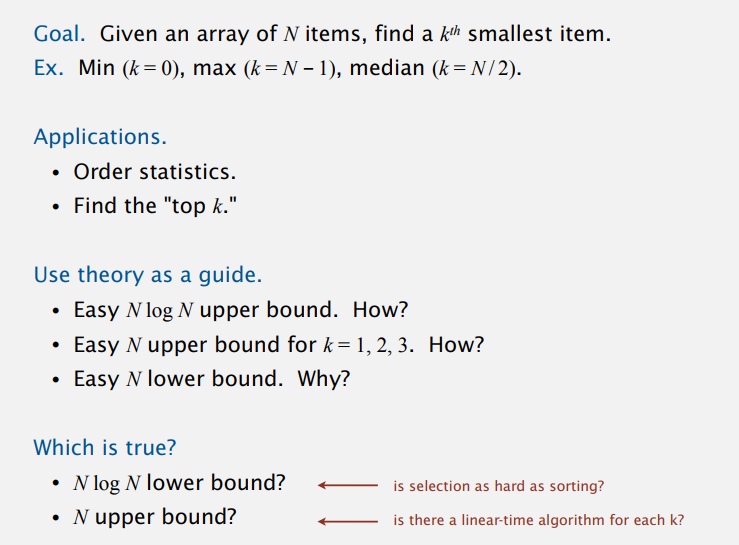 Goal. Given an array of N items, find a kth smallest item.
Ex. Min (k = 0), max (k = N – 1), median (k = N / 2).
Applications.
• Order statistics.
• Find the "top k."
Use theory as a guide.
• Easy N log N upper bound. How?
• Easy N upper bound for k = 1, 2, 3. How?
• Easy N lower bound. Why?
Which is true?
• N log N lower bound? is selection as hard as sorting?
• N upper bound? is there a linear-time algorithm for each k?